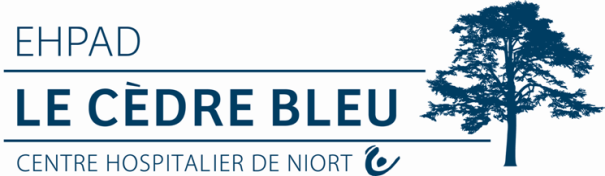 EHPAD
LE CÈDRE BLEU
CENTRE HOSPITALIER DE NIORT